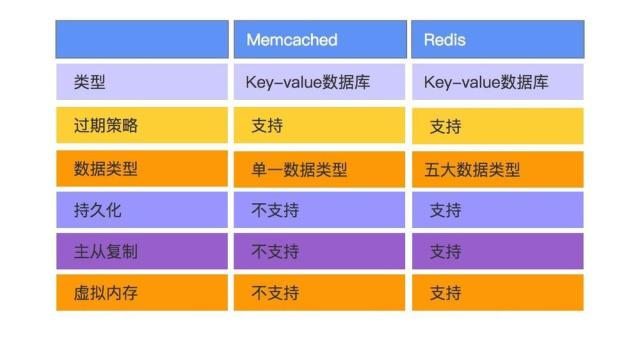 Memcached Redis
类型 Key-value数据库 Key-value数据库
过期策略 支持 支持
数据类型 单一数据类型 五大数据类型
持久化 不支持 支持
主从复制 不支持 支持
虚拟内存 不支持 支持